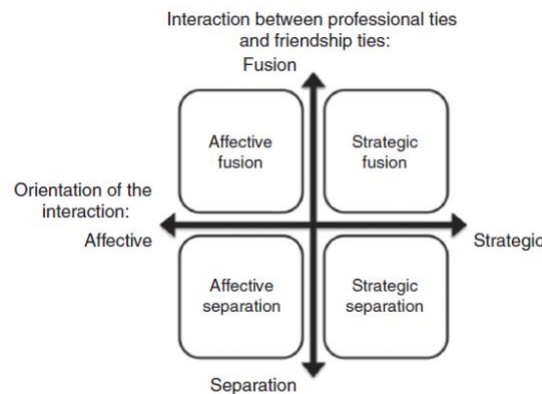 Interaction between professional ties
and friendship ties:
Fusion
Affective
fusion
Strategic
fusion
Orientation of the
interaction:
Affective
Strategic
Affective
separation
Strategic
separation
Separation